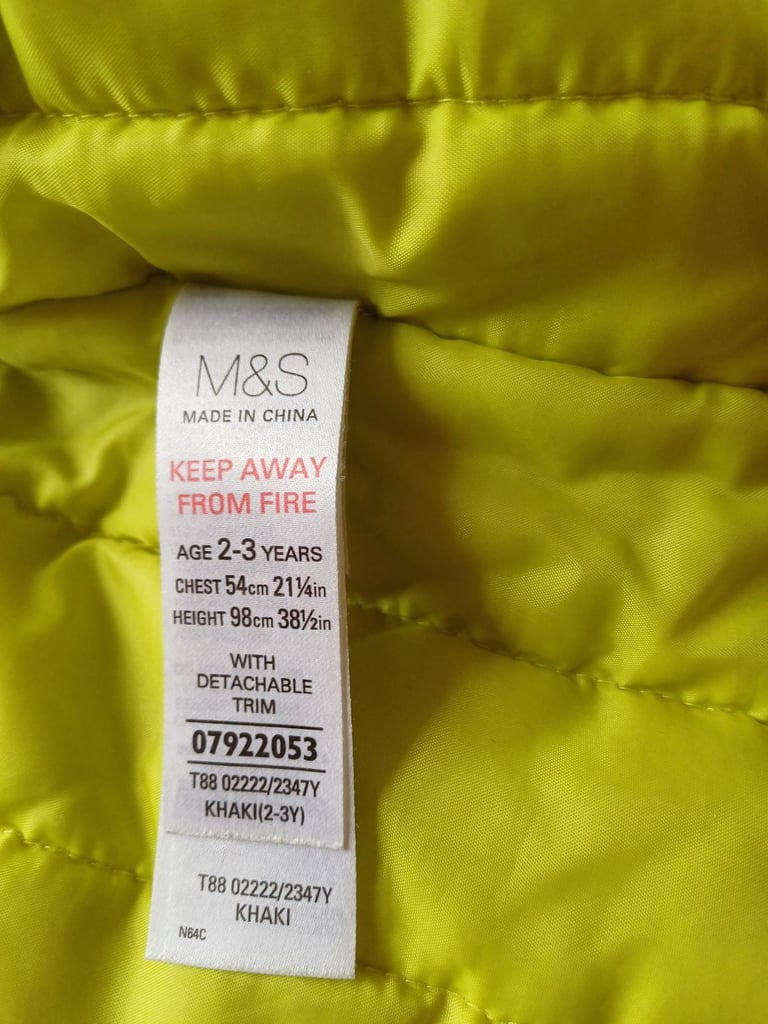 M&S
MADE IN CHINA
KEEP AWAY
FROM FIRE
AGE 2-3 YEARS
CHEST 54cm 21¼in
HEIGHT 98cm 38½in
WITH
DETACHABLE
TRIM
07922053
T88 02222/2347Y
KHAKI(2-3Y)
T88 02222/2347Y
KHAKI
N64C